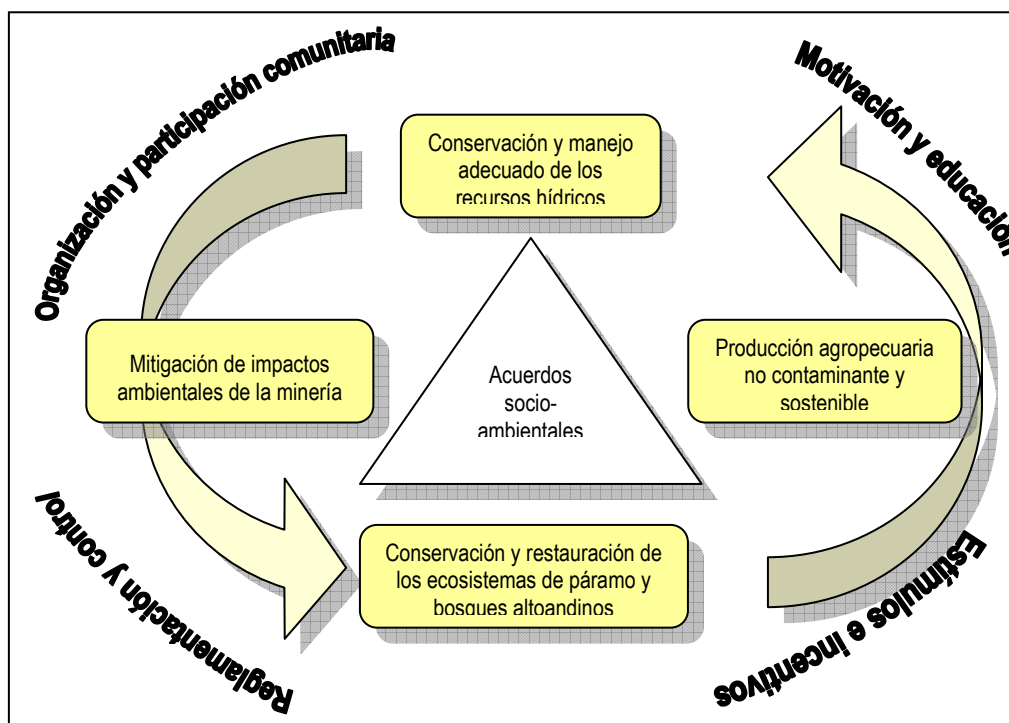 Organización y participación comunitaria
Motivación y educación
Conservación y manejo
adecuado de los
recursos hídricos
Mitigación de impactos
ambientales de la minería
Acuerdos
socio-
ambientales
Producción agropecuaria
no contaminante y
sostenible
Conservación y restauración de
los ecosistemas de páramo y
bosques altoandinos
Reglamentación y control
Estímulos e incentivos